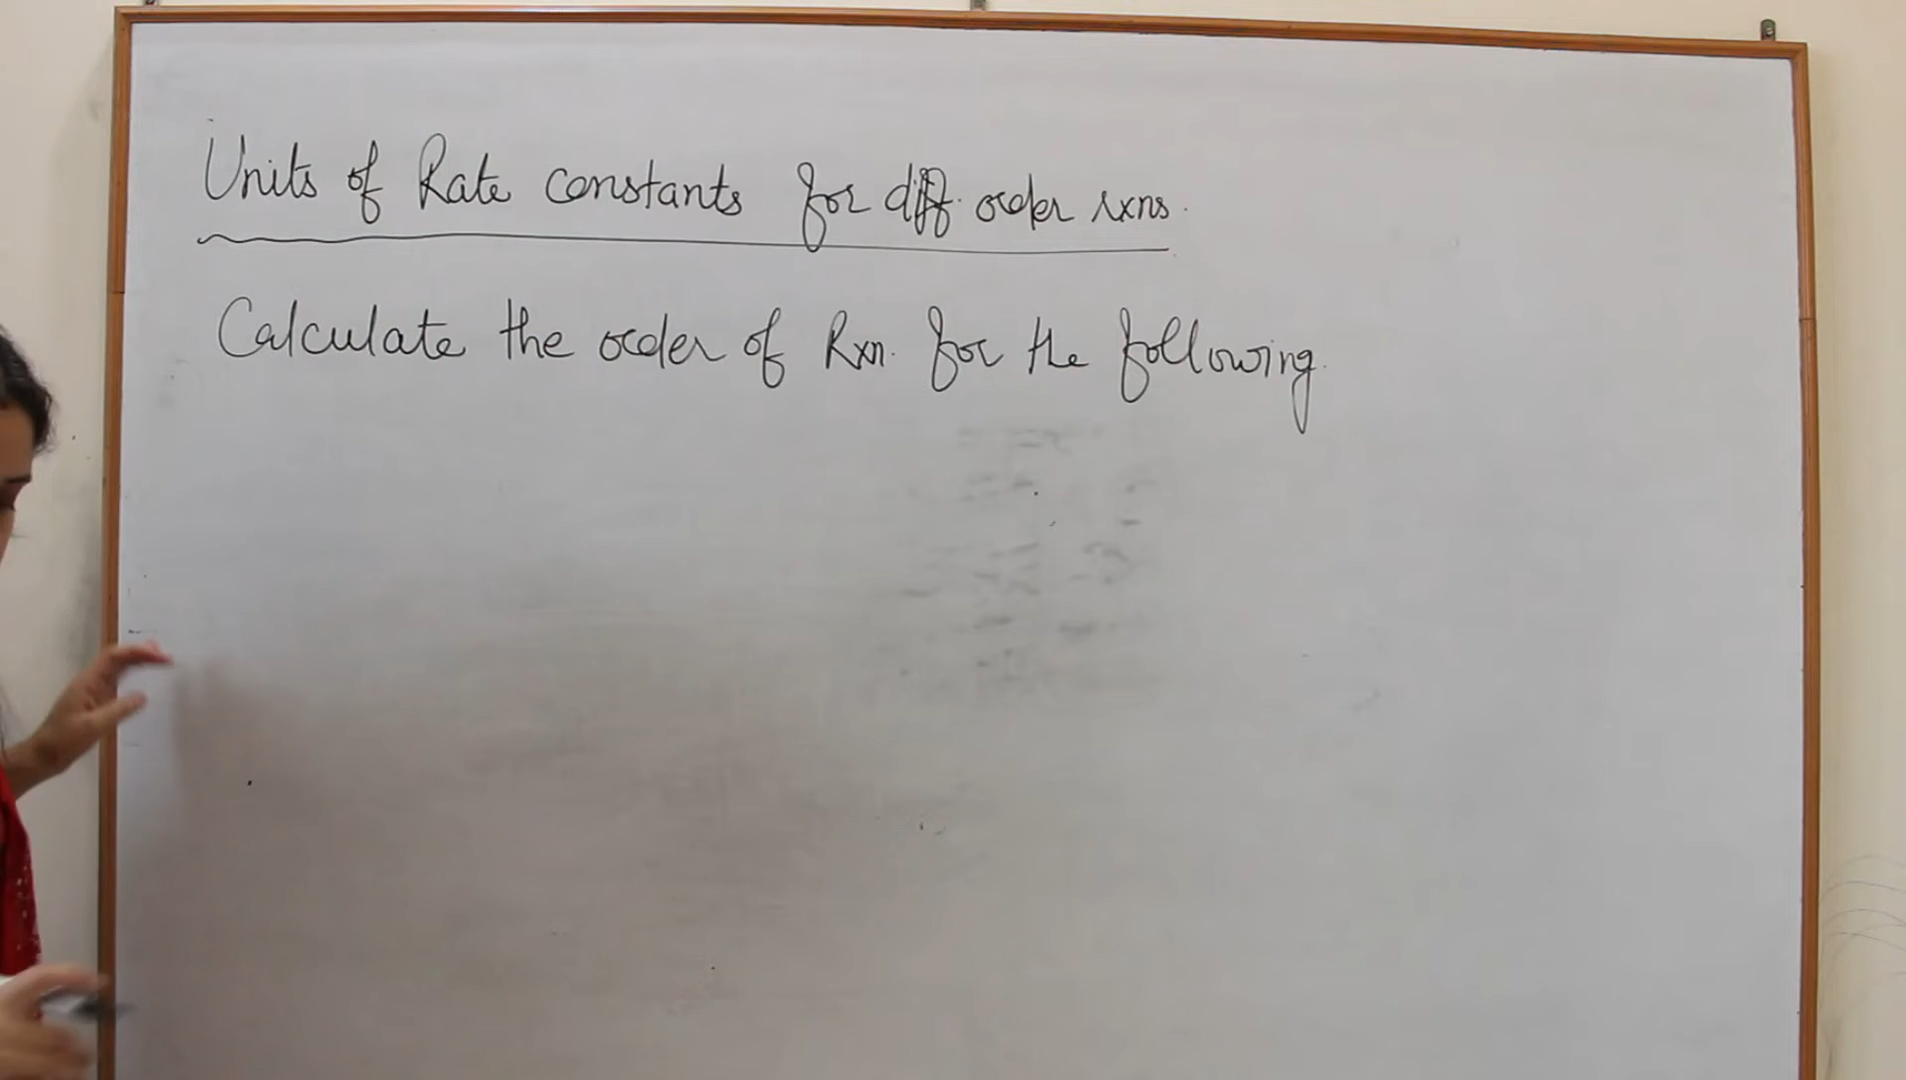 Units of Rate constants for diff. order rxns.
Calculate the order of Rxn. for the following.